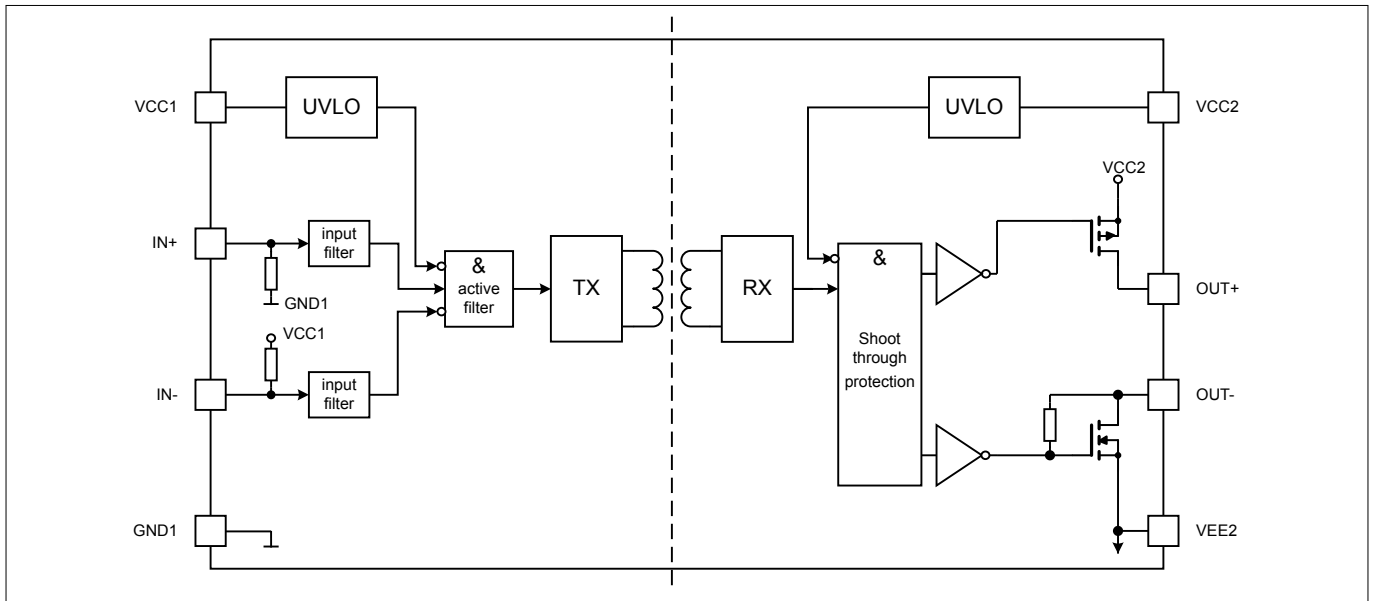 VCC1
UVLO
UVLO
VCC2
VCC2
IN+
input
filter
GND1
&
active
filter
TX
RX
&
Shoot
through
protection
OUT+
VCC1
IN-
input
filter
OUT-
GND1
VEE2